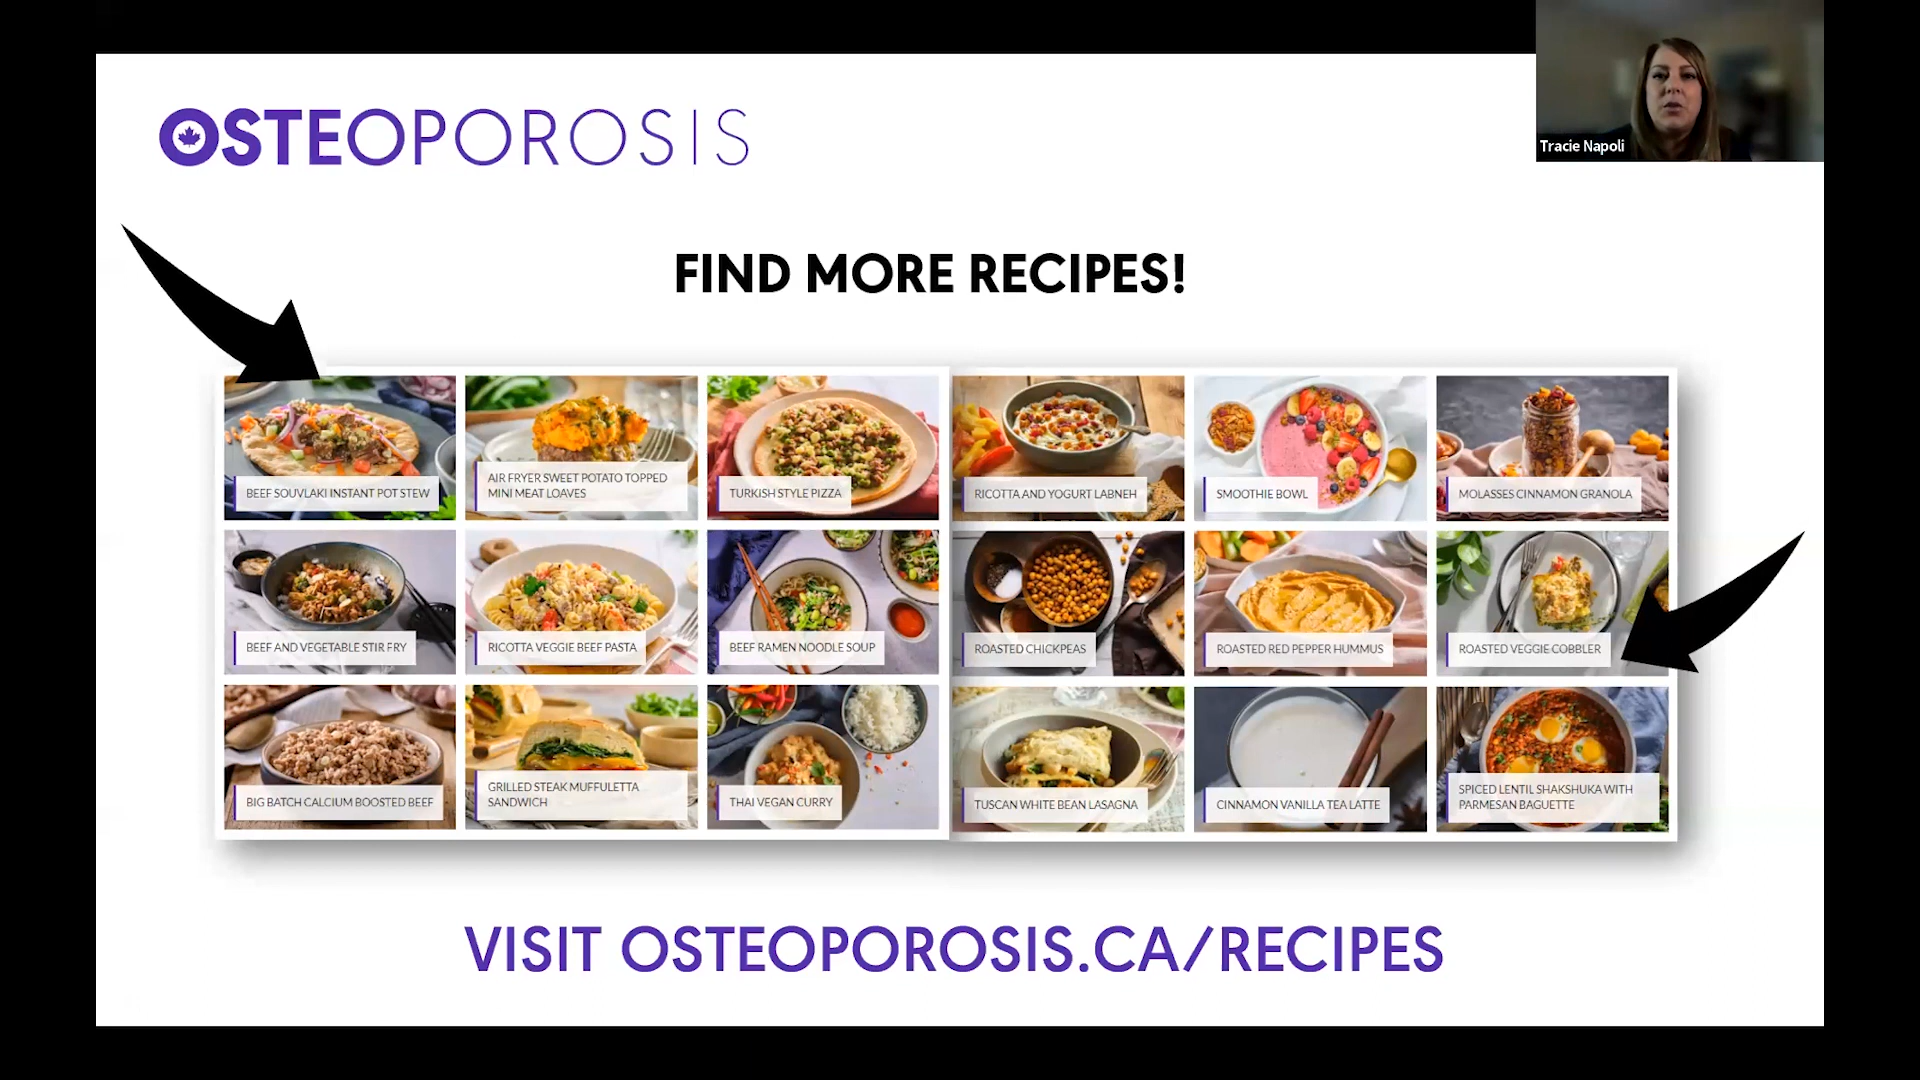 OSTEOPOROSIS
Tracie Napoli
FIND MORE RECIPES!
BEEF SOUVLAKI INSTANT POT STEW
AIR FRYER SWEET POTATO TOPPED
MINI MEAT LOAVES
TURKISH STYLE PIZZA
RICOTTA AND YOGURT LABNEH
SMOOTHIE BOWL
MOLASSES CINNAMON GRANOLA
BEEF AND VEGETABLE STIR FRY
RICOTTA VEGGIE BEEF PASTA
BEEF RAMEN NOODLE SOUP
ROASTED CHICKPEAS
ROASTED RED PEPPER HUMMUS
ROASTED VEGGIE COBBLER
BIG BATCH CALCIUM BOOSTED BEEF
GRILLED STEAK MUFFULETTA
SANDWICH
THAI VEGAN CURRY
TUSCAN WHITE BEAN LASAGNA
CINNAMON VANILLA TEA LATTE
SPICED LENTIL SHAKSHUKA WITH
PARMESAN BAGUETTE
VISIT OSTEOPOROSIS.CA/RECIPES